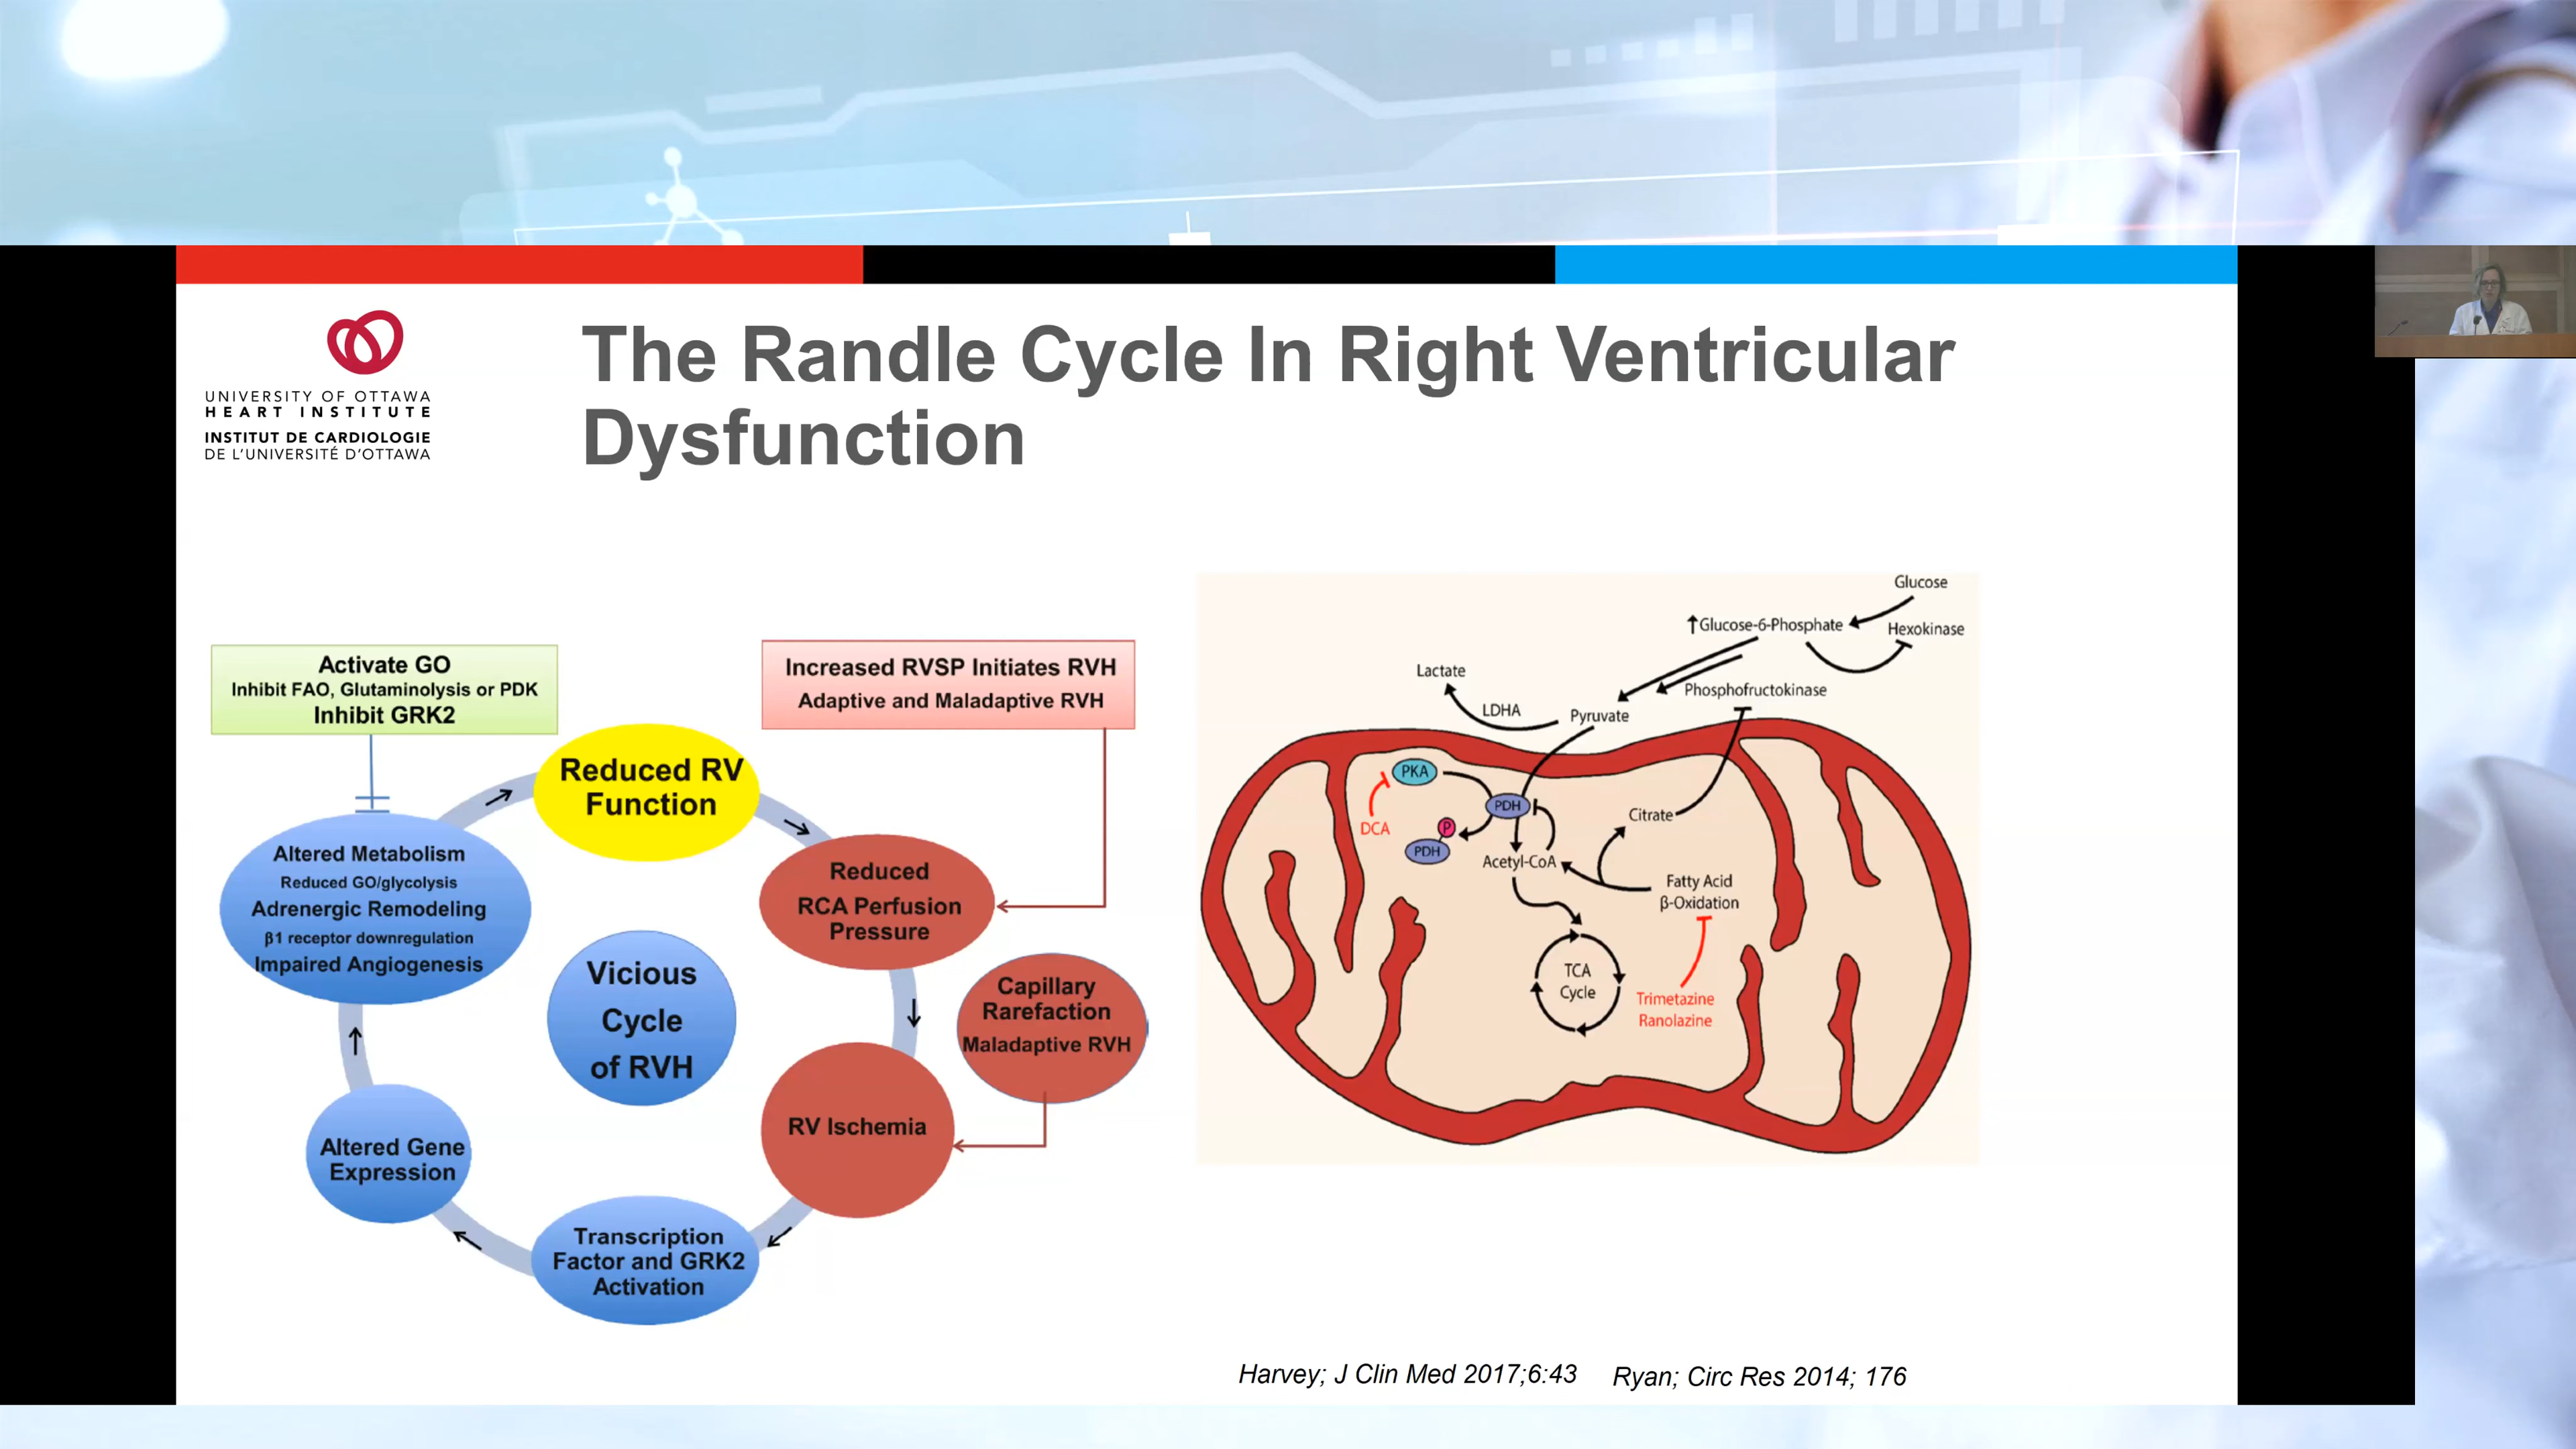 UNIVERSITY OF OTTAWA
HEART INSTITUTE
INSTITUT DE CARDIOLOGIE
DE L'UNIVERSITÉ D'OTTAWA
The Randle Cycle In Right Ventricular
Dysfunction
Activate GO
Inhibit FAO, Glutaminolysis or PDK
Inhibit GRK2
Increased RVSP Initiates RVH
Adaptive and Maladaptive RVH
Reduced RV
Function
Reduced
RCA Perfusion
Pressure
Capillary
Rarefaction
Maladaptive RVH
RV Ischemia
Transcription
Factor and GRK2
Activation
Altered Gene
Expression
Altered Metabolism
Reduced GO/glycolysis
Adrenergic Remodeling
β1 receptor downregulation
Impaired Angiogenesis
Vicious
Cycle
of RVH
Glucose
↑Glucose-6-Phosphate
Hexokinase
Lactate
Phosphofructokinase
LDHA
Pyruvate
PKA
PDH
DCA
P
PDH
Citrate
Acetyl-CoA
Fatty Acid
β-Oxidation
TCA
Cycle
Trimetazine
Ranolazine
Harvey; J Clin Med 2017;6:43
Ryan; Circ Res 2014; 176